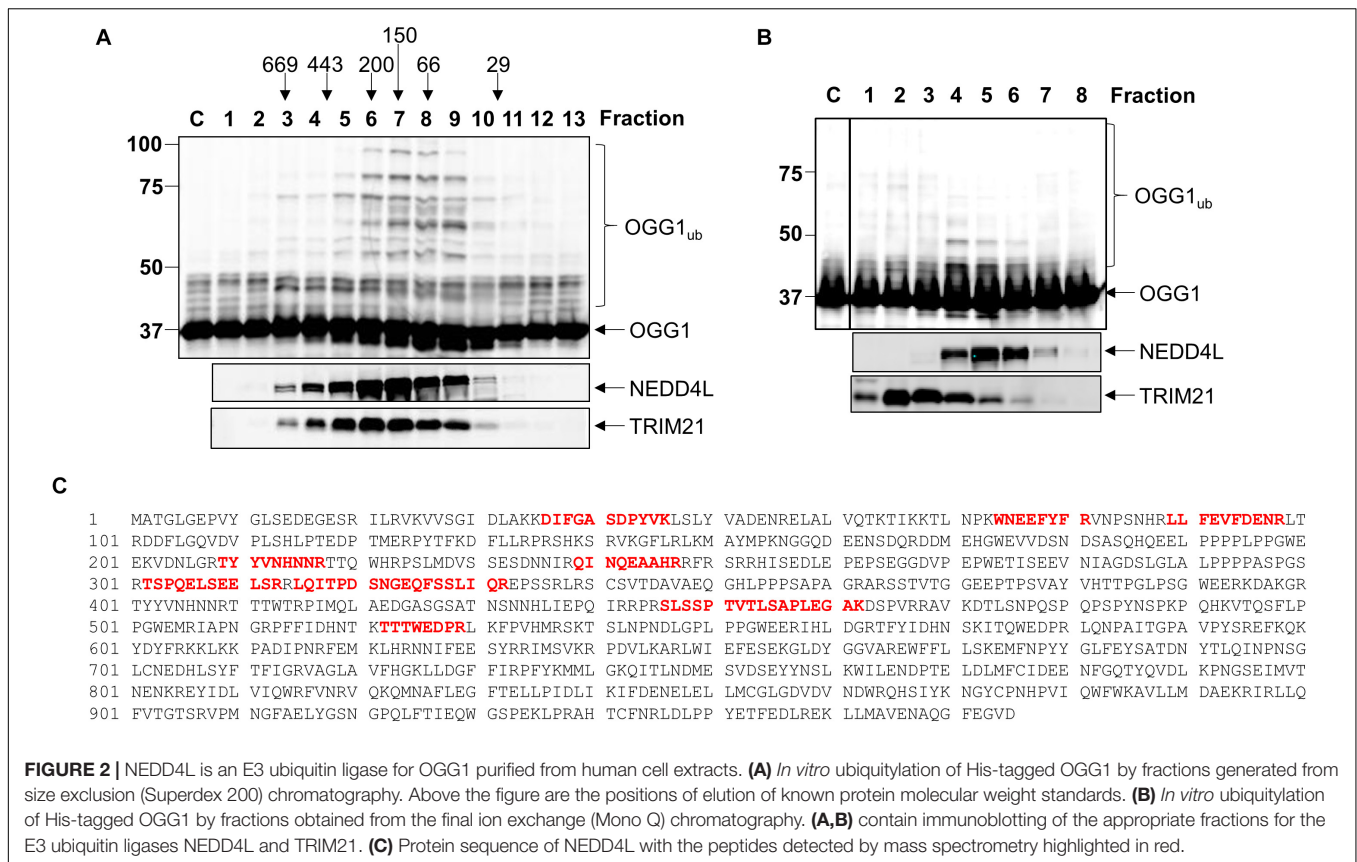 A
150
669 443 200 66 29
C 1 2 3 4 5 6 7 8 9 10 11 12 13 Fraction
100
75
50
37
OGG1ub
OGG1
NEDD4L
TRIM21
B
C 1 2 3 4 5 6 7 8 Fraction
75
50
37
OGG1ub
OGG1
NEDD4L
TRIM21
C
1 MATGLGEPVY GLSEDEGESR ILRVKVVSGI DLAKKDIFGA SDPYVKLSLY VADENRELAL VQTKTIKKTL NPKWNEEFYF RVNPSNHRLL FEVFDENRLT
101 RDDFLGQVDV PLSHLPTEDP TMERPYTFKD FLLRPRSHKS RVKGFLRLKM AYMPKNGGQD EENSDQRDDM EHGWEVVDSN DSASQHQEEL PPPPLPPGWE
201 EKVDNLGRTY YVNHNNRTTQ WHRPSLMDVS SESDNNIRQI NQEAAHRRFR SRRHISEDLE PEPSEGGDVP EPWETISEEV NIAGDSLGLA LPPPPASPGS
301 RTSPQELSEE LSRRLQITPD SNGEQFSSLI QREPSSRLRS CSVTDAVAEQ GHLPPPSAPA GRARSSTVTG GEEPTPSVAY VHTTPGLPSG WEERKDAKGR
401 TYYVNHNNRT TTWTRPIMQL AEDGASGSAT NSNNHLIEPQ IRRPRSLSSP TVTLSAPLEG AKDSPVRRAV KDTLSNPQSP QPSPYNSPKP QHKVTQSFLP
501 PGWEMRIAPN GRPFFIDHNT KTTTWEDPRL KFPVHMRSKT SLNPNDLGPL PPGWEERIHL DGRTFYIDHN SKITQWEDPR LQNPAITGPA VPYSREFKQK
601 YDYFRKKLKK PADIPNRFEM KLHRNNIFEE SYRRIMSVKR PDVLKARLWI EFESEKGLDY GGVAREWFFL LSKEMFNPYY GLFEYSATDN YTLQINPNSG
701 LCNEDHLSYF TFIGRVAGLA VFHGKLLDGF FIRPFYKMML GKQITLNDME SVDSEYYNSL KWILENDPTE LDLMFCIDEE NFGQTYQVDL KPNGSEIMVT
801 NENKREYIDL VIQWRFVNRV QKQMNAFLEG FTELLPIDLI KIFDENELEL LMCGLGDVDV NDWRQHSIYK NGYCPNHPVI QWFWKAVLLM DAEKRIRLLQ
901 FVTGTSRVPM NGFAELYGSN GPQLFTIEQW GSPEKLPRAH TCFNRLDLPP YETFEDLREK LLMAVENAQG FEGVD
FIGURE 2 | NEDD4L is an E3 ubiquitin ligase for OGG1 purified from human cell extracts. (A) In vitro ubiquitylation of His-tagged OGG1 by fractions generated from
size exclusion (Superdex 200) chromatography. Above the figure are the positions of elution of known protein molecular weight standards. (B) In vitro ubiquitylation
of His-tagged OGG1 by fractions obtained from the final ion exchange (Mono Q) chromatography. (A,B) contain immunoblotting of the appropriate fractions for the
E3 ubiquitin ligases NEDD4L and TRIM21. (C) Protein sequence of NEDD4L with the peptides detected by mass spectrometry highlighted in red.